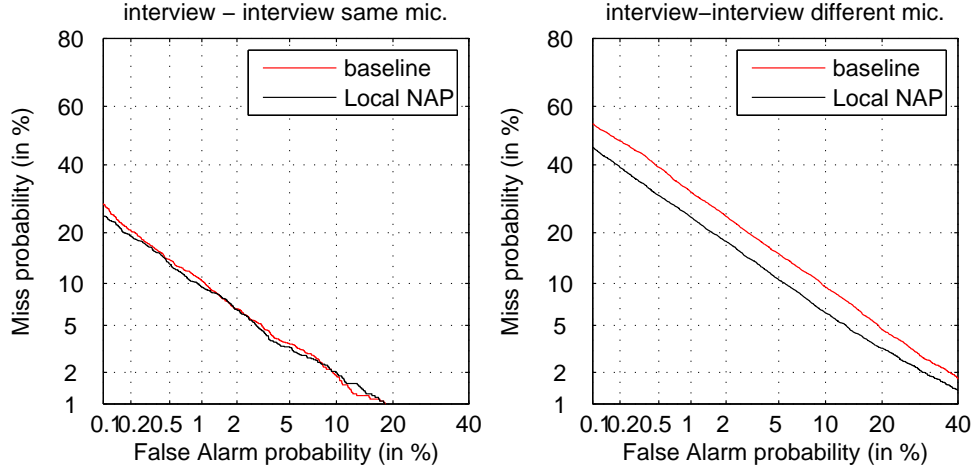 interview − interview same mic.
80
60
40
20
10
5
2
1
0.1 0.2 0.5 1 2 5 10 20 40
Miss probability (in %)
False Alarm probability (in %)
baseline
Local NAP
interview−interview different mic.
80
60
40
20
10
5
2
1
0.1 0.2 0.5 1 2 5 10 20 40
Miss probability (in %)
False Alarm probability (in %)
baseline
Local NAP